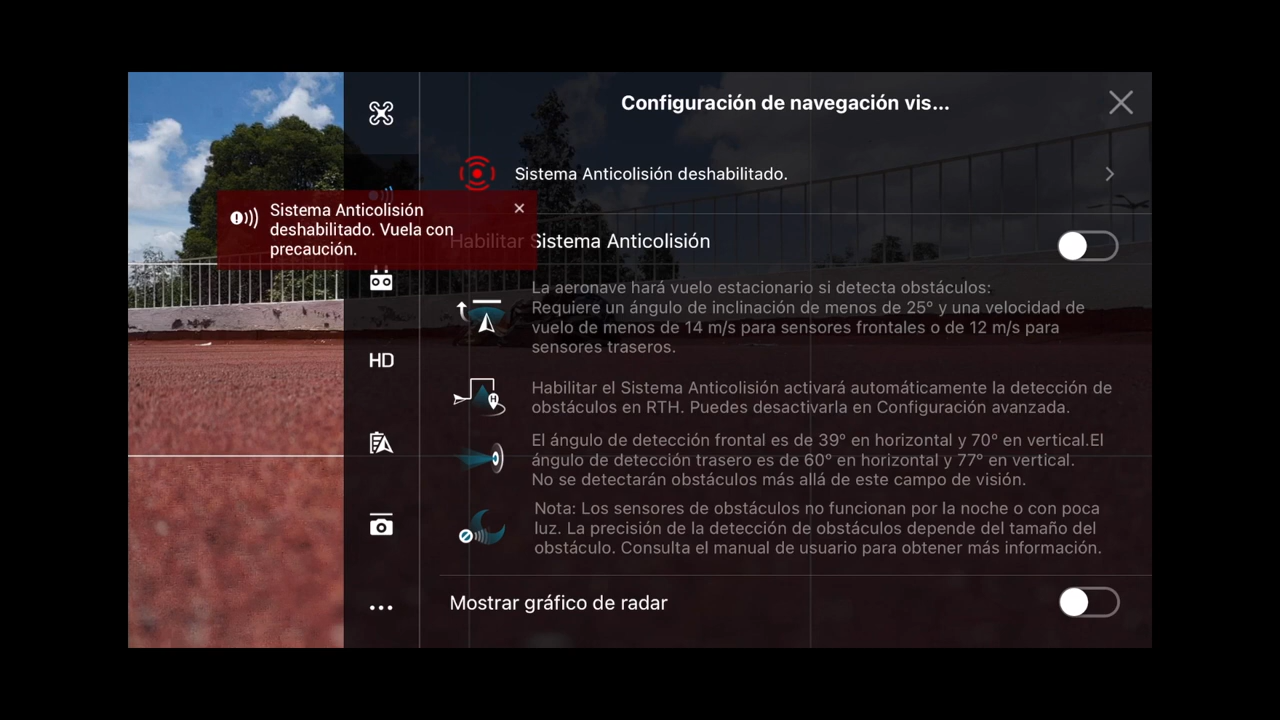 Configuración de navegación vis...
Sistema Anticolisión deshabilitado.
Sistema Anticolisión
deshabilitado. Vuela con
precaución.
Habilitar Sistema Anticolisión
La aeronave hará vuelo estacionario si detecta obstáculos:
Requiere un ángulo de inclinación de menos de 25° y una velocidad de
vuelo de menos de 14 m/s para sensores frontales o de 12 m/s para
sensores traseros.
HD
Habilitar el Sistema Anticolisión activará automáticamente la detección de
obstáculos en RTH. Puedes desactivarla en Configuración avanzada.
H
El ángulo de detección frontal es de 39° en horizontal y 70° en vertical.El
ángulo de detección trasero es de 60° en horizontal y 77° en vertical.
No se detectarán obstáculos más allá de este campo de visión.
Nota: Los sensores de obstáculos no funcionan por la noche o con poca
luz. La precisión de la detección de obstáculos depende del tamaño del
obstáculo. Consulta el manual de usuario para obtener más información.
Mostrar gráfico de radar